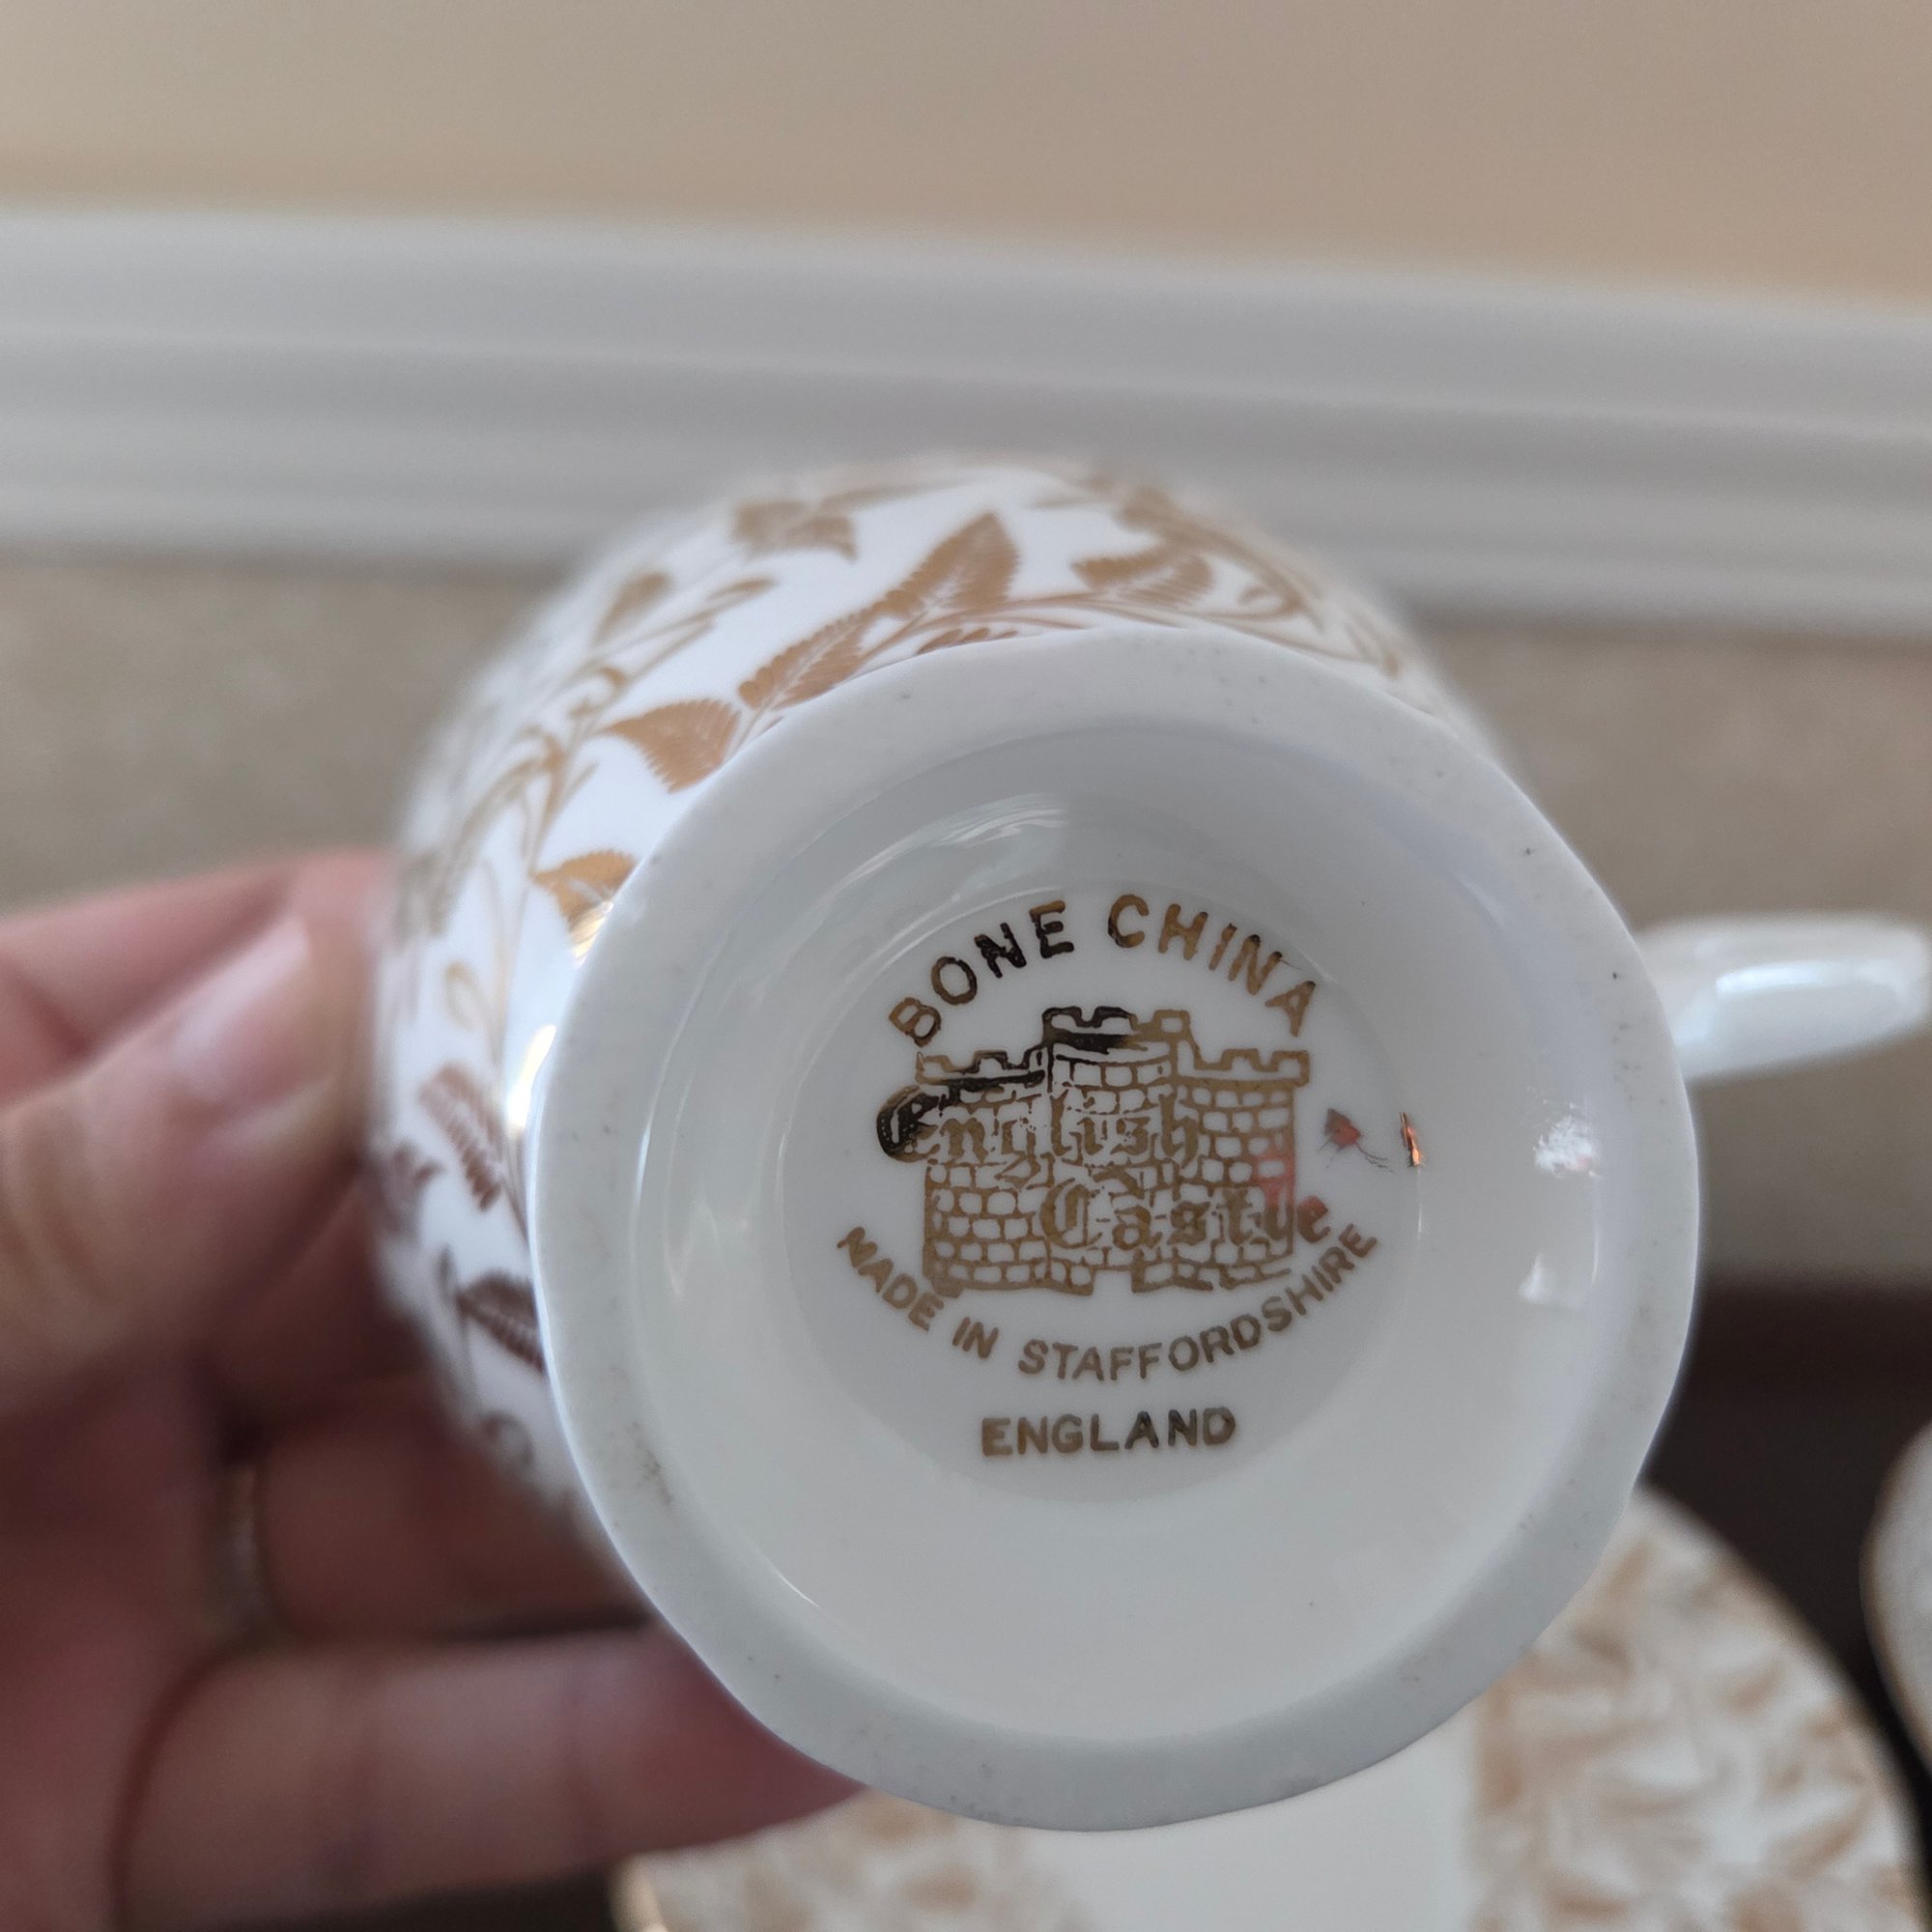 BONE CHINA
English
Castle
MADE IN STAFFORDSHIRE
ENGLAND